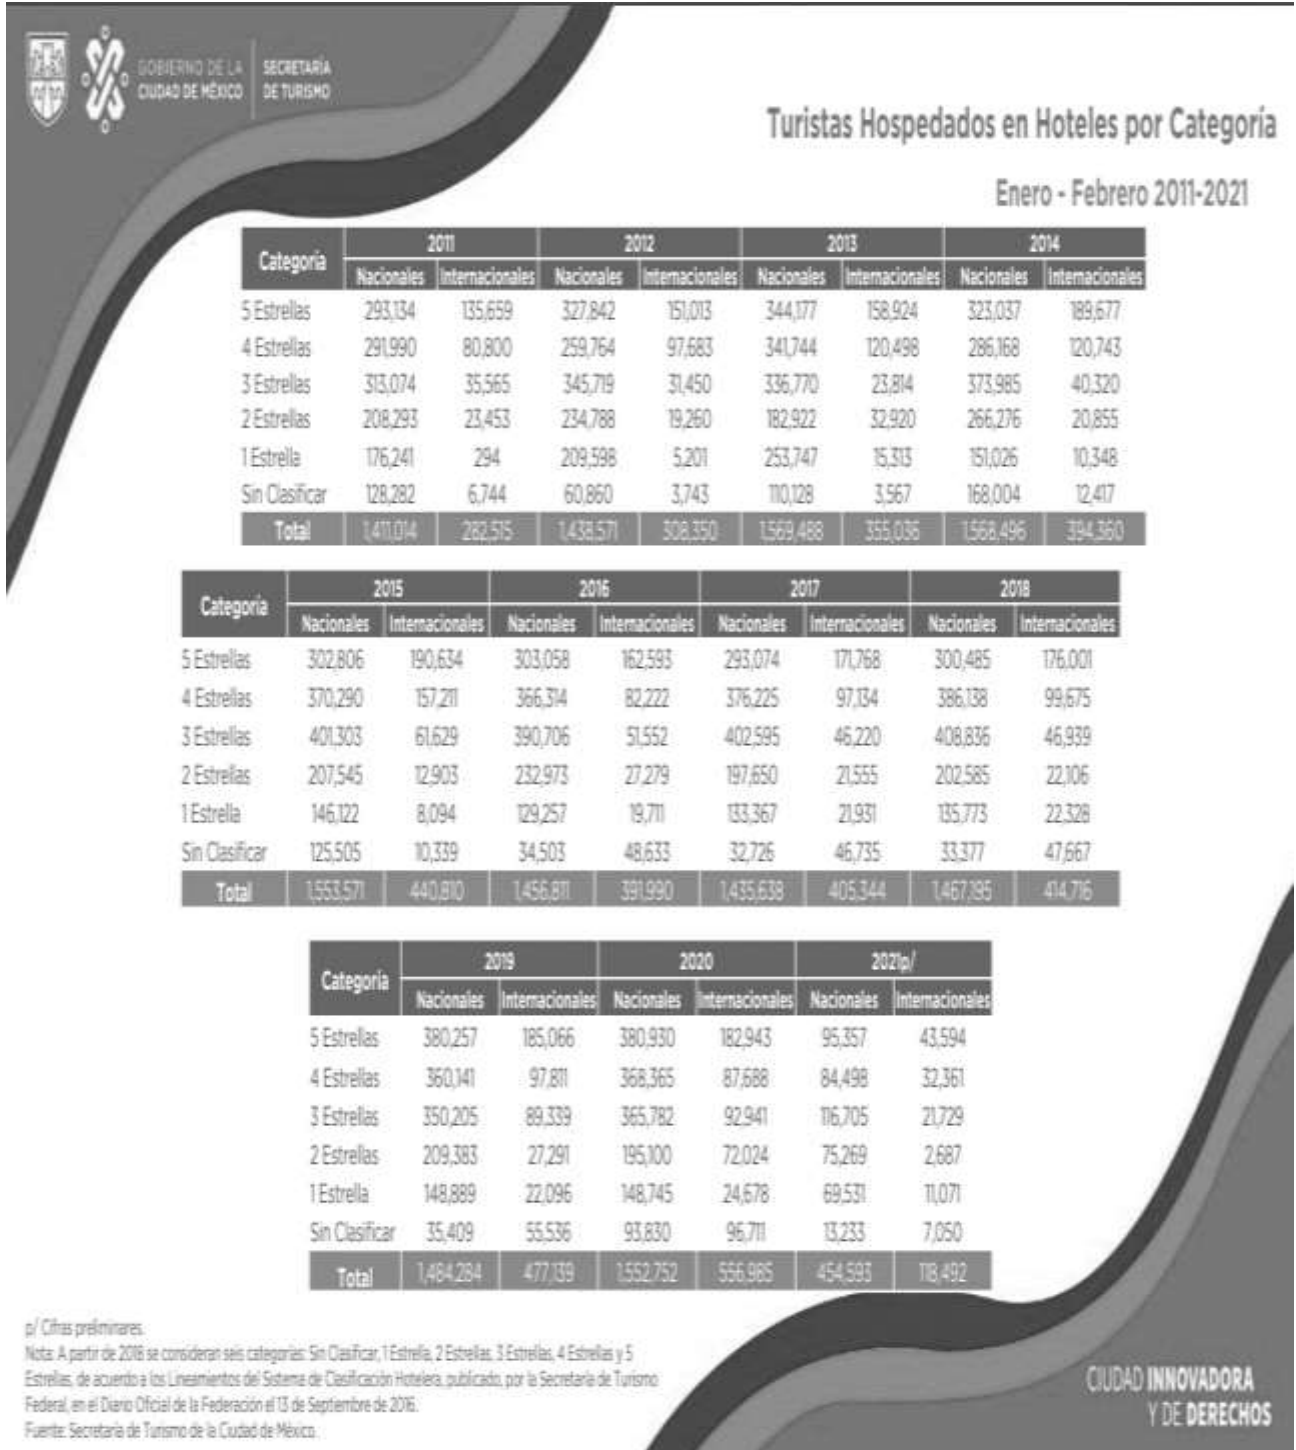 GOBIERNO DE LA
CIUDAD DE MÉXICO
SECRETARÍA
DE TURISMO
Turistas Hospedados en Hoteles por Categoría
Enero - Febrero 2011-2021
Categoría 2011 2012 2013 2014
Nacionales Internacionales Nacionales Internacionales Nacionales Internacionales Nacionales Internacionales
5 Estrellas 293,134 135,659 327,842 151,013 344,177 158,924 323,037 189,677
4 Estrellas 291,990 80,800 259,764 97,683 341,744 120,498 286,168 120,743
3 Estrellas 313,074 35,565 345,719 31,450 336,770 23,814 373,985 40,320
2 Estrellas 208,293 23,453 234,788 19,260 182,922 32,920 266,276 20,855
1 Estrella 176,241 294 209,598 5,201 253,747 15,313 151,026 10,348
Sin Clasificar 128,282 6,744 60,860 3,743 110,128 3,567 168,004 12,417
Total 1,411,014 282,515 1,438,571 308,350 1,569,488 355,036 1,568,496 394,360
Categoría 2015 2016 2017 2018
Nacionales Internacionales Nacionales Internacionales Nacionales Internacionales Nacionales Internacionales
5 Estrellas 302,806 190,634 303,058 162,593 293,074 171,768 300,485 176,001
4 Estrellas 370,290 157,211 366,314 82,222 376,225 97,134 386,138 99,675
3 Estrellas 401,303 61,629 390,706 51,552 402,595 46,220 408,836 46,939
2 Estrellas 207,545 12,903 232,973 27,279 197,650 21,555 202,585 22,106
1 Estrella 146,122 8,094 129,257 19,711 133,367 21,931 135,773 22,328
Sin Clasificar 125,505 10,339 34,503 48,633 32,726 46,735 33,377 47,667
Total 1,553,571 440,810 1,456,811 391,990 1,435,638 405,344 1,467,195 414,716
Categoría 2019 2020 2021p/
Nacionales Internacionales Nacionales Internacionales Nacionales Internacionales
5 Estrellas 380,257 185,066 380,930 182,943 95,357 43,594
4 Estrellas 360,141 97,811 368,365 87,688 84,498 32,361
3 Estrellas 350,205 89,339 365,782 92,941 116,705 21,729
2 Estrellas 209,383 27,291 195,100 72,024 75,269 2,687
1 Estrella 148,889 22,096 148,745 24,678 69,531 11,071
Sin Clasificar 35,409 55,536 93,830 96,711 13,233 7,050
Total 1,484,284 477,139 1,552,752 556,985 454,593 118,492
p/ Cifras preliminares.
Nota: A partir de 2018 se consideran seis categorías: Sin Clasificar, 1 Estrella, 2 Estrellas, 3 Estrellas, 4 Estrellas y 5
Estrellas, de acuerdo a los Lineamientos del Sistema de Clasificación Hotelera, publicado, por la Secretaría de Turismo
Federal, en el Diario Oficial de la Federación el 13 de Septiembre de 2016.
Fuente: Secretaría de Turismo de la Ciudad de México.
CIUDAD INNOVADORA
Y DE DERECHOS